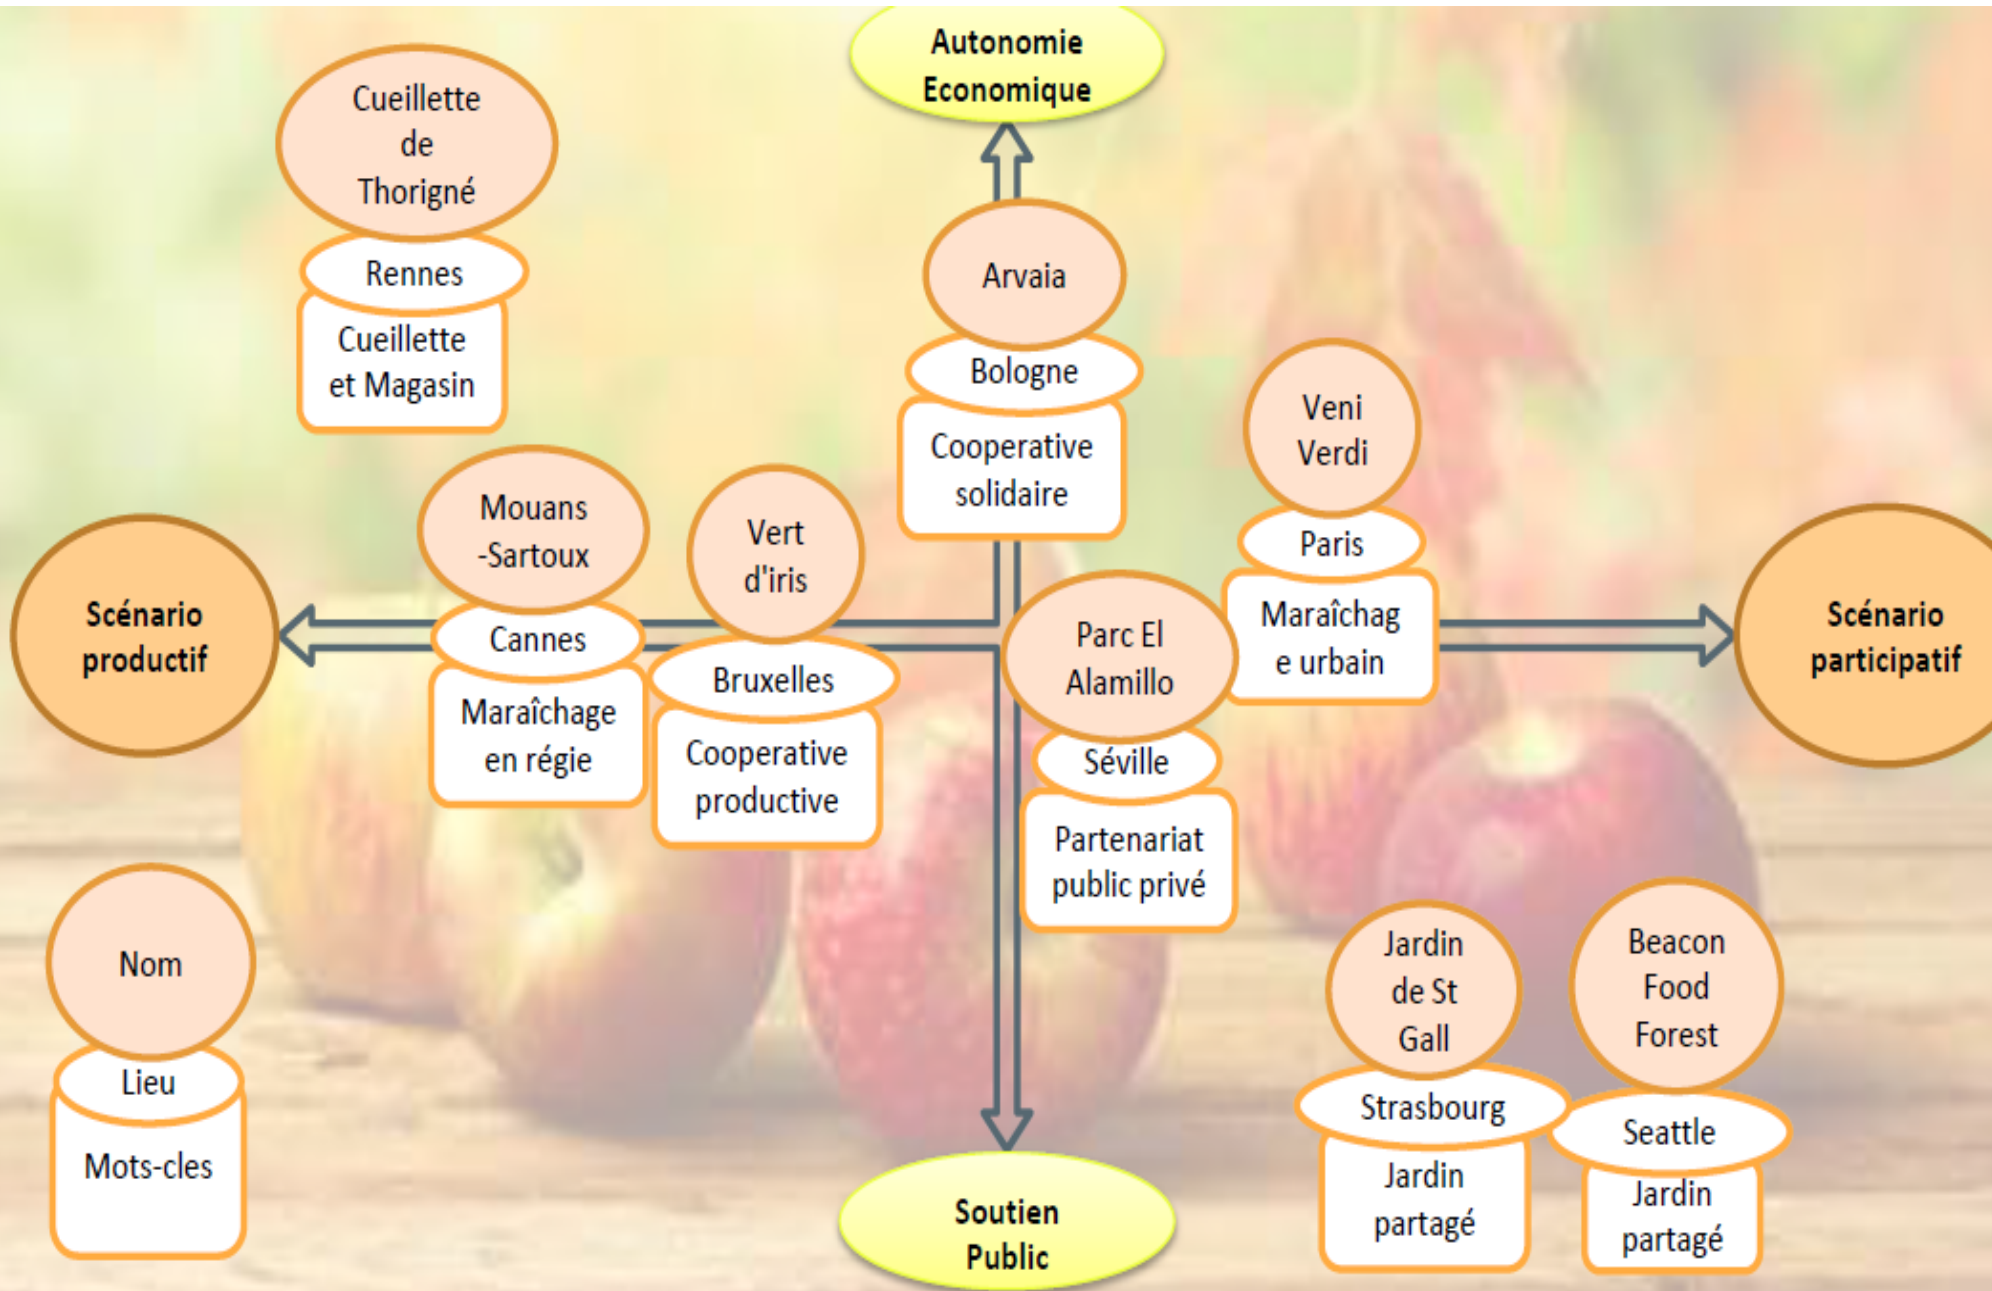 Autonomie
Economique
Cueillette
de
Thorigné
Rennes
Cueillette
et Magasin
Arvaia
Bologne
Cooperative
solidaire
Veni
Verdi
Paris
Maraîchag
e urbain
Mouans
-Sartoux
Cannes
Maraîchage
en régie
Vert
d'iris
Bruxelles
Cooperative
productive
Scénario
productif
Parc El
Alamillo
Séville
Partenariat
public privé
Scénario
participatif
Nom
Lieu
Mots-cles
Jardin
de St
Gall
Strasbourg
Jardin
partagé
Beacon
Food
Forest
Seattle
Jardin
partagé
Soutien
Public